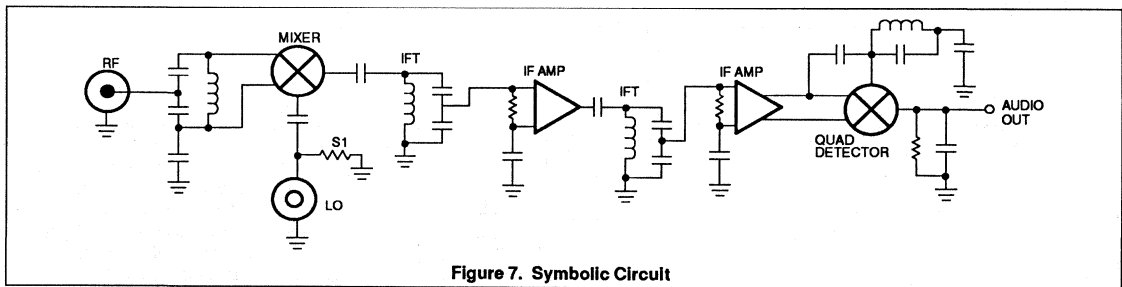 RF
MIXER
S1
LO
IFT
IF AMP
IFT
IF AMP
QUAD
DETECTOR
AUDIO
OUT
Figure 7. Symbolic Circuit